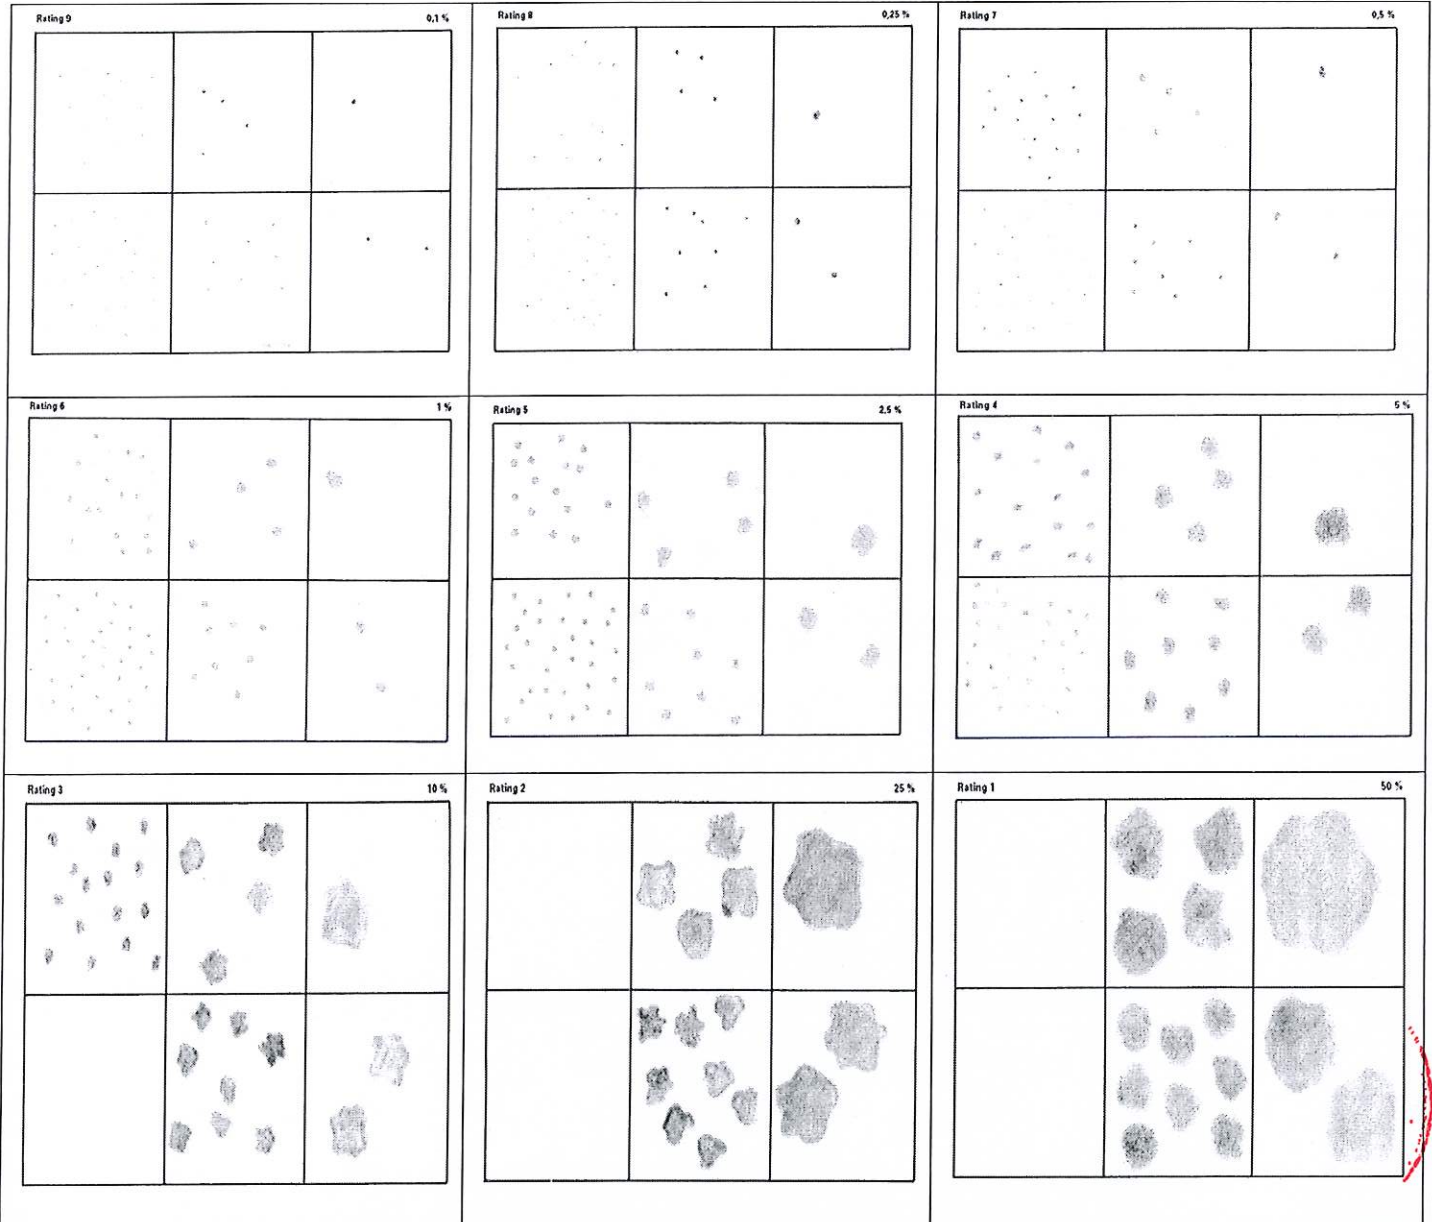 Rating 9 0,1 %
Rating 8 0,25 %
Rating 7 0,5 %
Rating 6 1 %
Rating 5 2,5 %
Rating 4 5 %
Rating 3 10 %
Rating 2 25 %
Rating 1 50 %